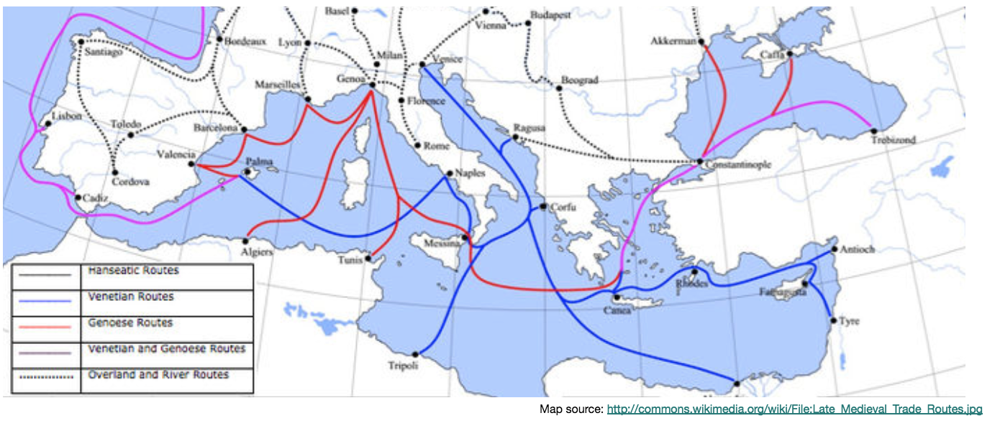 Basel
Vienna
Budapest
Santiago
Bordeaux
Lyon
Milan
Venice
Akkerman
Caffa
Genoa
Marseilles
Florence
Beograd
Lisbon
Toledo
Barcelona
Ragusa
Trebizond
Valencia
Palma
Rome
Constantinople
Cordova
Naples
Cadiz
Corfu
Algiers
Tunis
Messina
Antioch
Rhodes
Famagusta
Canea
Tyre
Tripoli
Hanseatic Routes
Venetian Routes
Genoese Routes
Venetian and Genoese Routes
Overland and River Routes
Map source: http://commons.wikimedia.org/wiki/File:Late_Medieval_Trade_Routes.jpg